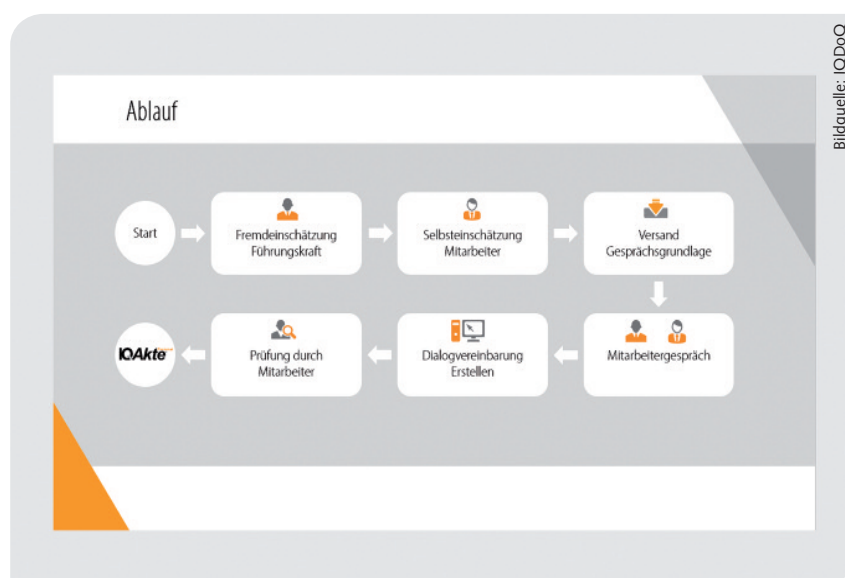 Bildquelle: IQDoQ
Ablauf
Start
Fremdeinschätzung
Führungskraft
Selbsteinschätzung
Mitarbeiter
Versand
Gesprächsgrundlage
Mitarbeitergespräch
Dialogvereinbarung
Erstellen
Prüfung durch
Mitarbeiter
IQAkte